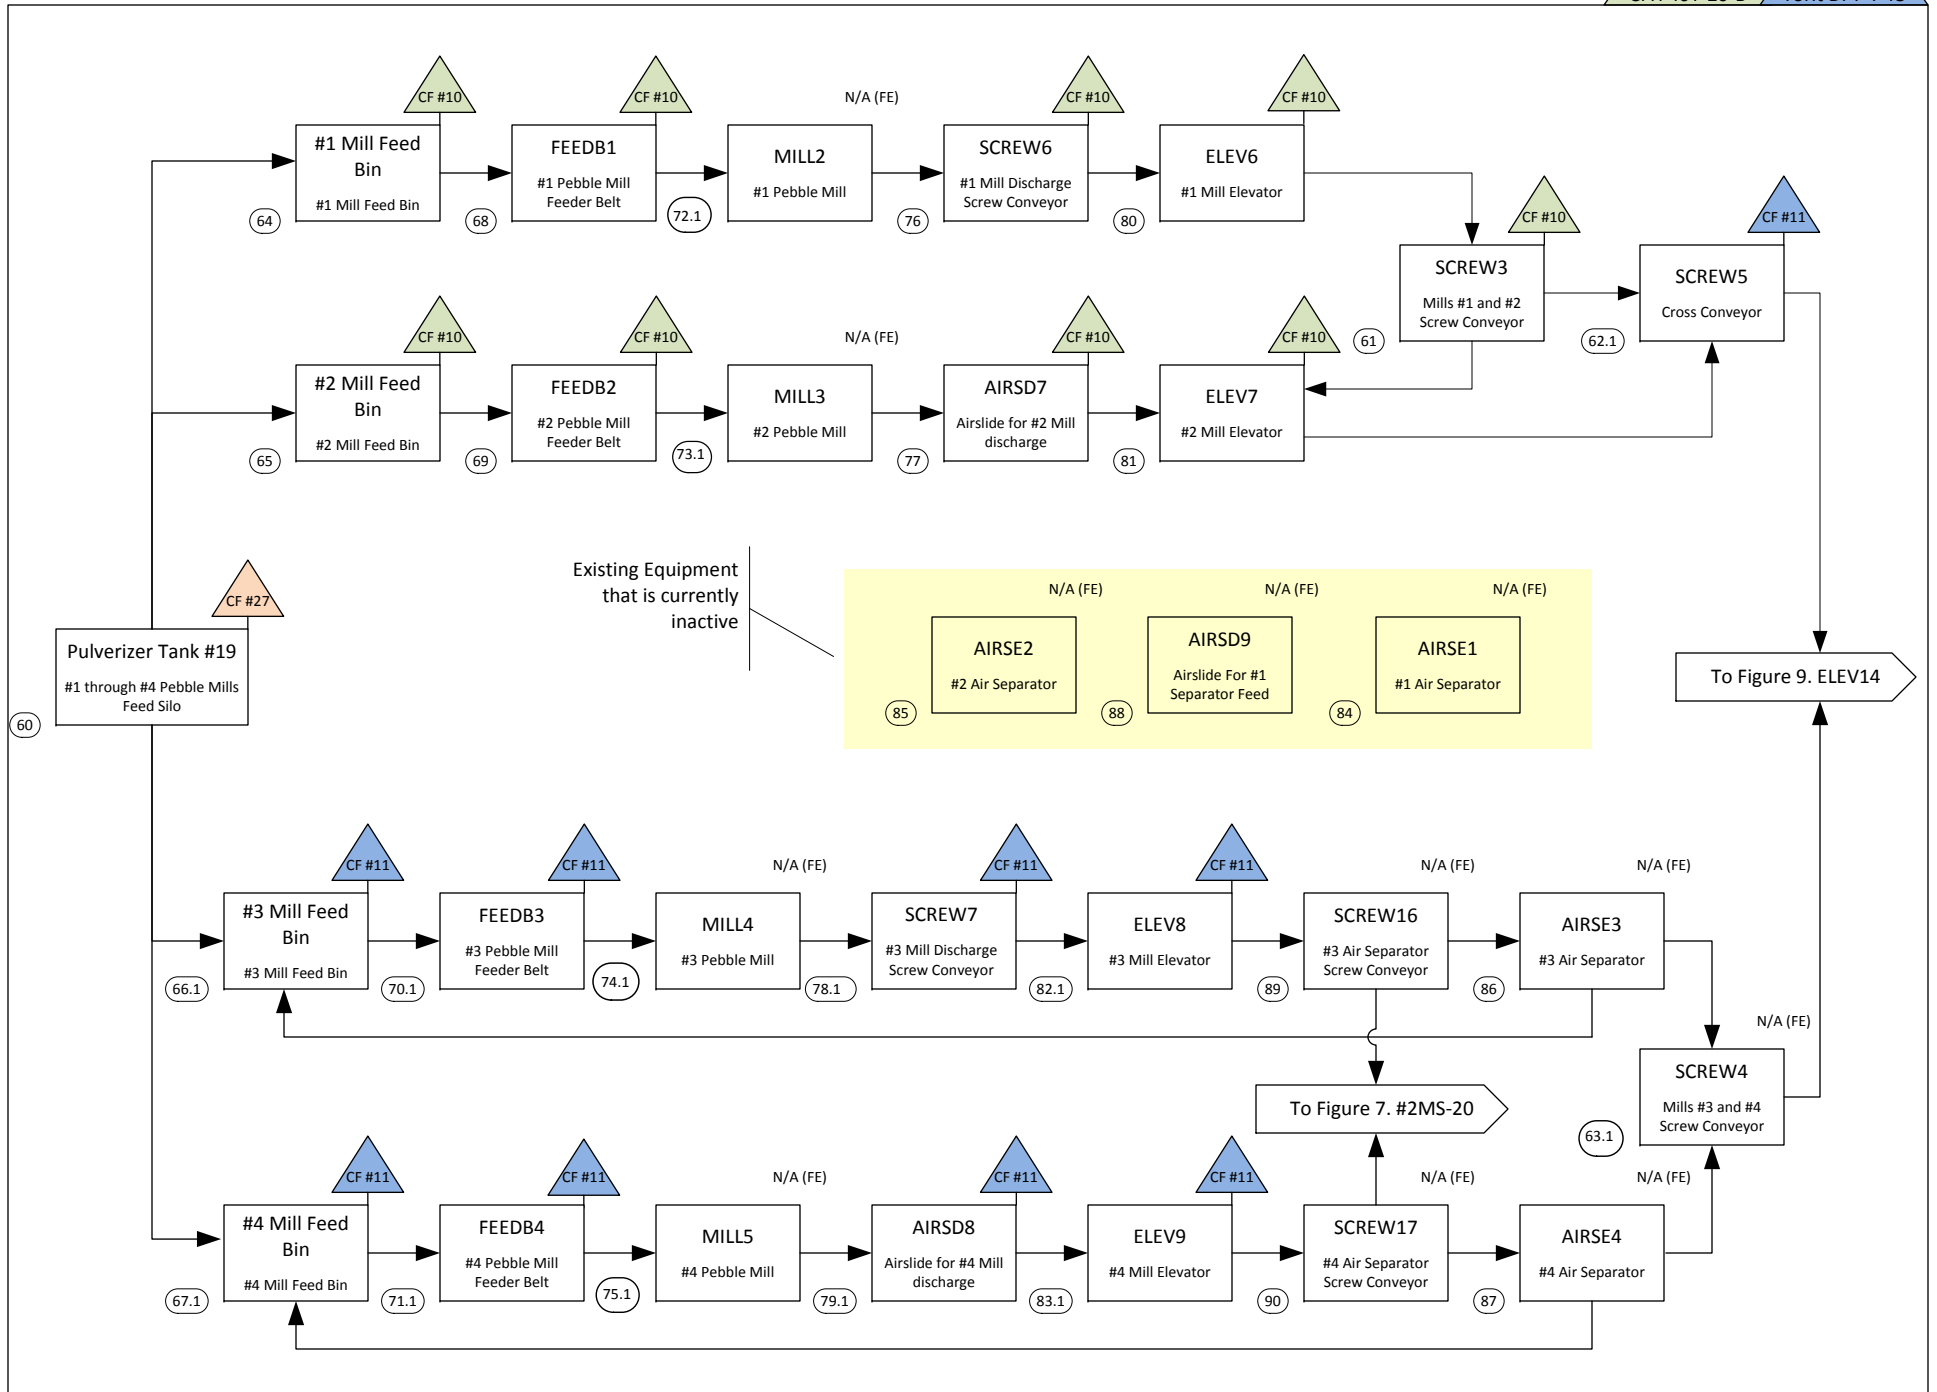 CF #10
CF #10
N/A (FE)
CF #10
CF #10
#1 Mill Feed
Bin
#1 Mill Feed Bin
64
FEEDB1
#1 Pebble Mill
Feeder Belt
68
MILL2
#1 Pebble Mill
72.1
SCREW6
#1 Mill Discharge
Screw Conveyor
76
ELEV6
#1 Mill Elevator
80
CF #10
CF #11
SCREW3
Mills #1 and #2
Screw Conveyor
61
SCREW5
Cross Conveyor
62.1
CF #10
CF #10
N/A (FE)
CF #10
CF #10
#2 Mill Feed
Bin
#2 Mill Feed Bin
65
FEEDB2
#2 Pebble Mill
Feeder Belt
69
MILL3
#2 Pebble Mill
73.1
AIRSD7
Airslide for #2 Mill
discharge
77
ELEV7
#2 Mill Elevator
81
CF #27
Pulverizer Tank #19
#1 through #4 Pebble Mills
Feed Silo
60
Existing Equipment
that is currently
inactive
N/A (FE)
N/A (FE)
N/A (FE)
AIRSE2
#2 Air Separator
85
AIRSD9
Airslide For #1
Separator Feed
88
AIRSE1
#1 Air Separator
84
To Figure 9. ELEV14
CF #11
CF #11
N/A (FE)
CF #11
CF #11
N/A (FE)
N/A (FE)
#3 Mill Feed
Bin
#3 Mill Feed Bin
66.1
FEEDB3
#3 Pebble Mill
Feeder Belt
70.1
MILL4
#3 Pebble Mill
74.1
SCREW7
#3 Mill Discharge
Screw Conveyor
78.1
ELEV8
#3 Mill Elevator
82.1
SCREW16
#3 Air Separator
Screw Conveyor
89
AIRSE3
#3 Air Separator
86
N/A (FE)
SCREW4
Mills #3 and #4
Screw Conveyor
63.1
To Figure 7. #2MS-20
CF #11
CF #11
N/A (FE)
CF #11
CF #11
N/A (FE)
N/A (FE)
#4 Mill Feed
Bin
#4 Mill Feed Bin
67.1
FEEDB4
#4 Pebble Mill
Feeder Belt
71.1
MILL5
#4 Pebble Mill
75.1
AIRSD8
Airslide for #4 Mill
discharge
79.1
ELEV9
#4 Mill Elevator
83.1
SCREW17
#4 Air Separator
Screw Conveyor
90
AIRSE4
#4 Air Separator
87